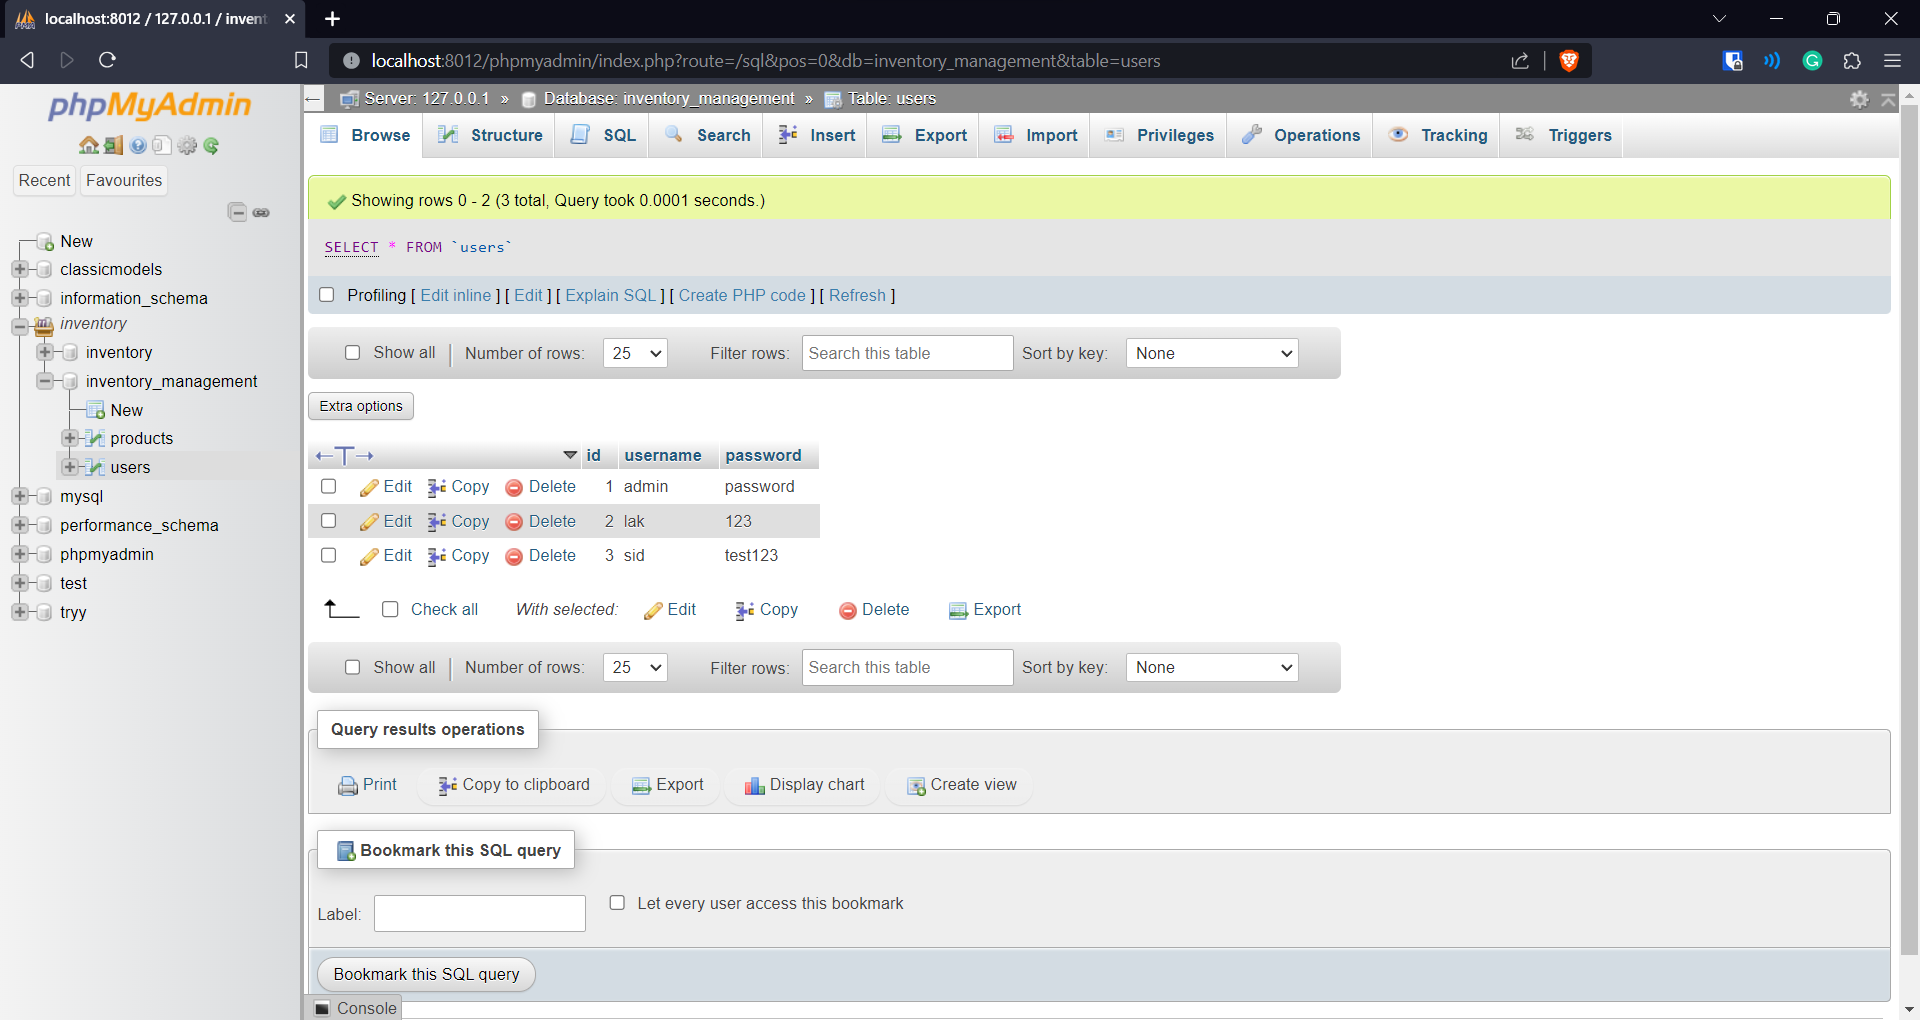 localhost:8012 / 127.0.0.1 / invent
localhost:8012/phpmyadmin/index.php?route=/sql&pos=0&db=inventory_management&table=users
phpMyAdmin
Recent Favourites
New
classicmodels
information_schema
inventory
inventory
inventory_management
New
products
users
mysql
performance_schema
phpmyadmin
test
tryy
Server: 127.0.0.1 » Database: inventory_management » Table: users
Browse Structure SQL Search Insert Export Import Privileges Operations Tracking Triggers
Showing rows 0 - 2 (3 total, Query took 0.0001 seconds.)
SELECT * FROM `users`
Profiling [ Edit inline ] [ Edit ] [ Explain SQL ] [ Create PHP code ] [ Refresh ]
Show all | Number of rows: 25 Filter rows: Search this table Sort by key: None
Extra options
←T→ id username password
Edit Copy Delete 1 admin password
Edit Copy Delete 2 lak 123
Edit Copy Delete 3 sid test123
Check all With selected: Edit Copy Delete Export
Show all | Number of rows: 25 Filter rows: Search this table Sort by key: None
Query results operations
Print Copy to clipboard Export Display chart Create view
Bookmark this SQL query
Label: Let every user access this bookmark
Bookmark this SQL query
Console